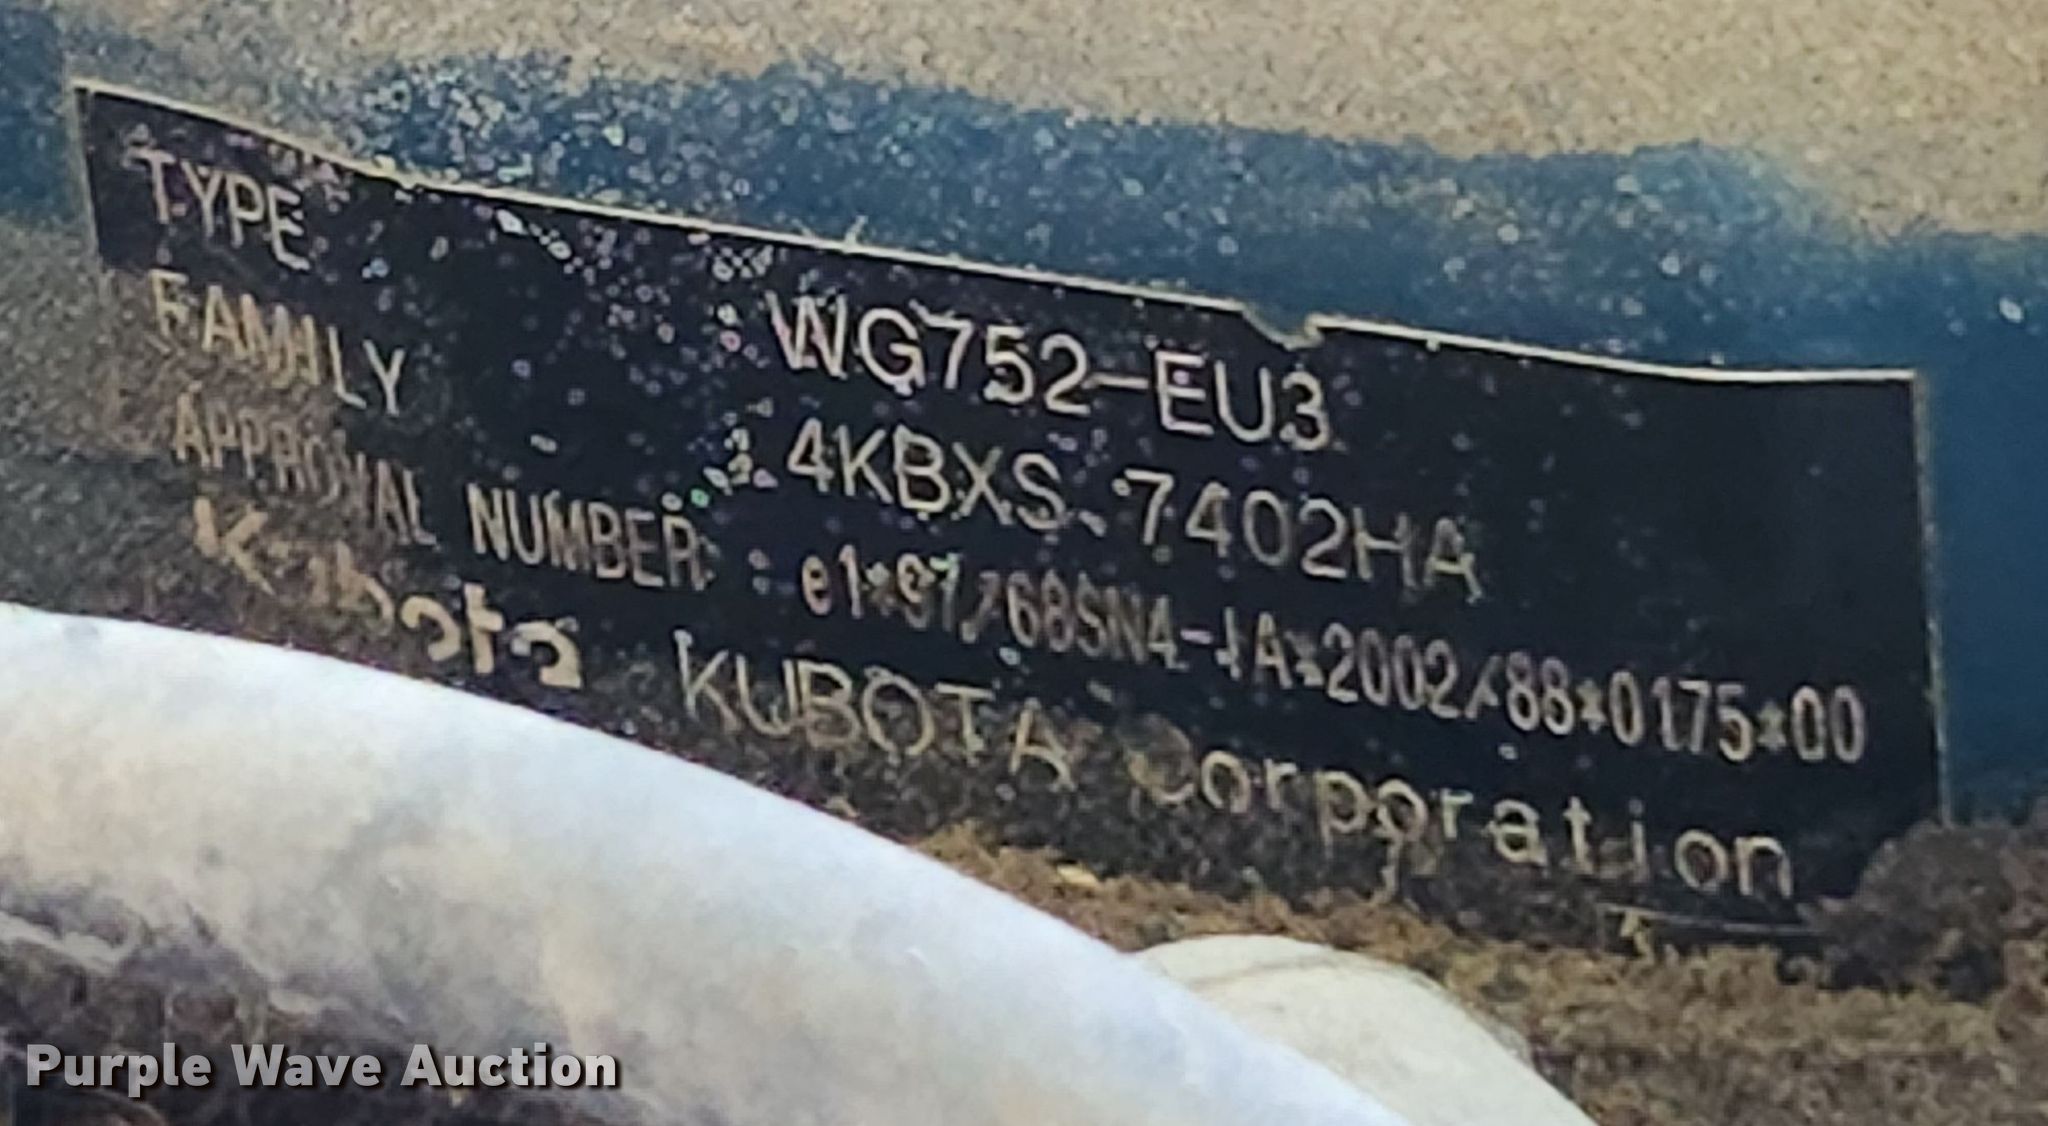 TYPE : WG752-EU3
FAMILY : 4KBXS.7402HA
APPROVAL NUMBER : e1*97/68SN4-IA*2002/88*0175*00
Kubota KUBOTA Corporation
Purple Wave Auction